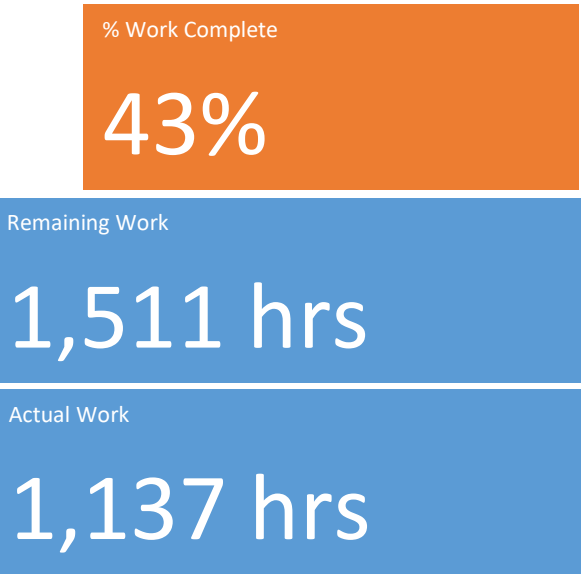 % Work Complete
43%
Remaining Work
1,511 hrs
Actual Work
1,137 hrs